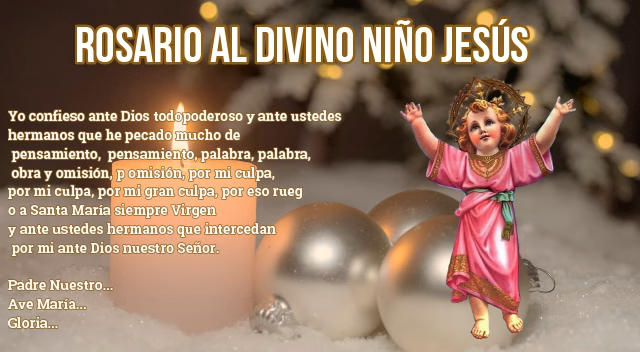 ROSARIO AL DIVINO NIÑO JESÚS
Yo confieso ante Dios todopoderoso y ante ustedes
hermanos que he pecado mucho de
pensamiento, pensamiento, palabra, palabra,
obra y omisión, p omisión, por mi culpa,
por mi culpa, por mi gran culpa, por eso rueg
o a Santa María siempre Virgen
y ante ustedes hermanos que intercedan
por mi ante Dios nuestro Señor.
Padre Nuestro...
Ave María...
Gloria...